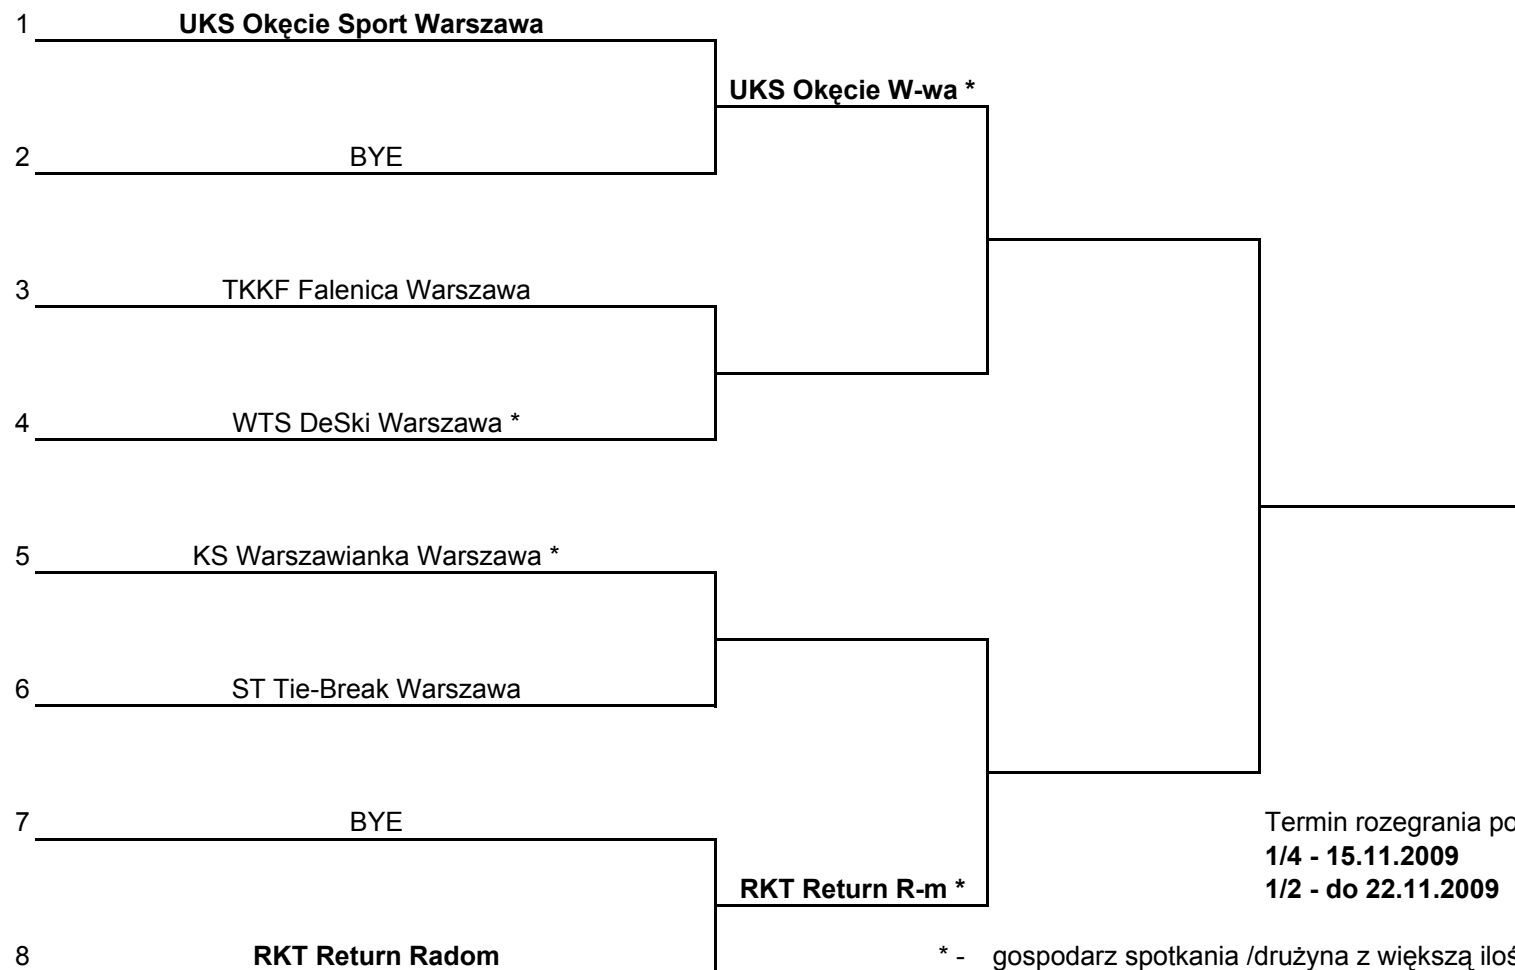 1 UKS Okęcie Sport Warszawa
UKS Okęcie W-wa *
2 BYE
3 TKKF Falenica Warszawa
4 WTS DeSki Warszawa *
5 KS Warszawianka Warszawa *
6 ST Tie-Break Warszawa
7 BYE
Termin rozegrania po
1/4 - 15.11.2009
RKT Return R-m *
1/2 - do 22.11.2009
8 RKT Return Radom
* - gospodarz spotkania /drużyna z większą iloś